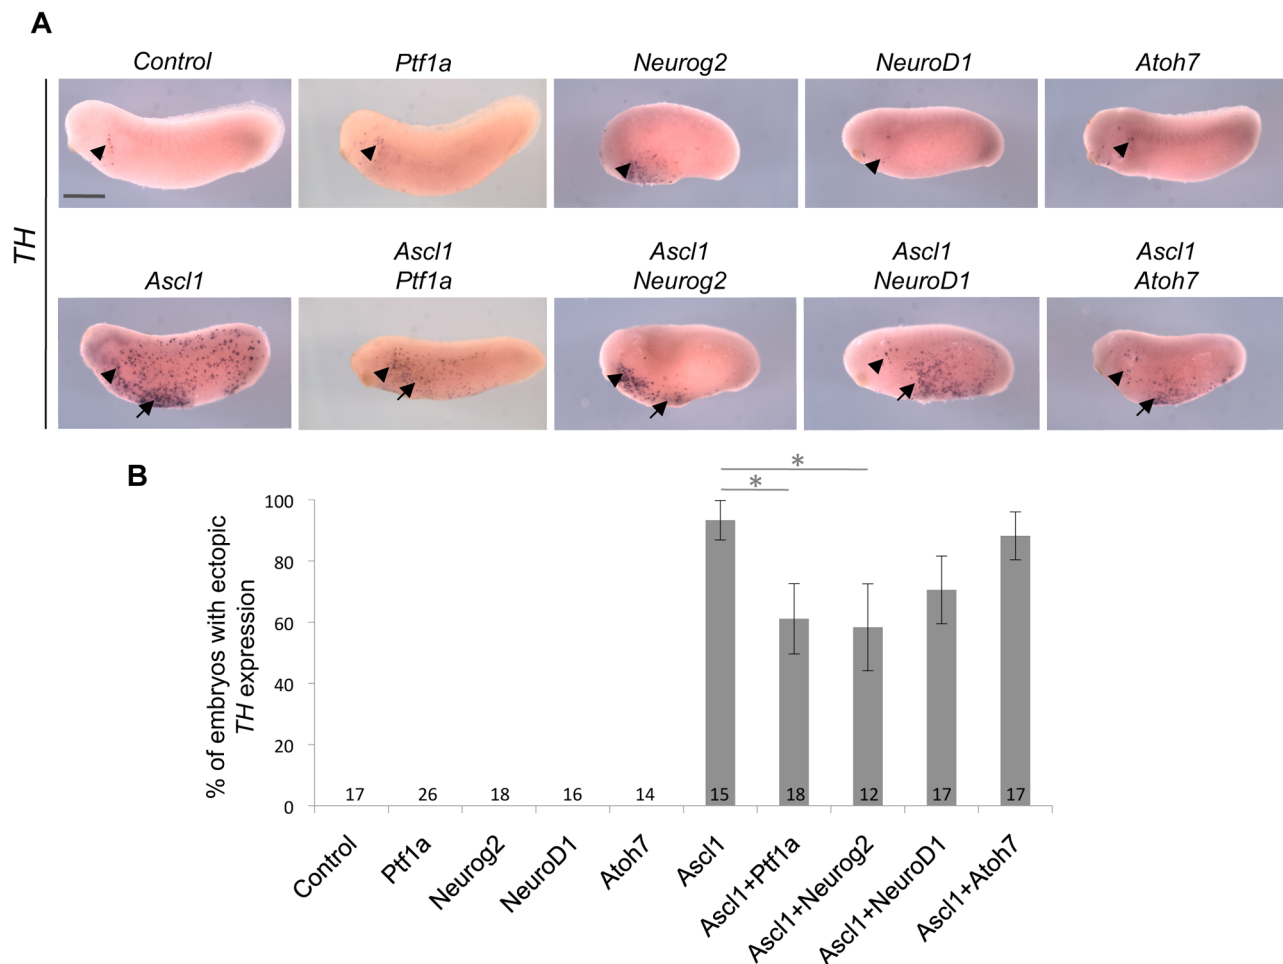 A
Control
Ptf1a
Neurog2
NeuroD1
Atoh7
TH
Ascl1
Ascl1
Ptf1a
Ascl1
Neurog2
Ascl1
NeuroD1
Ascl1
Atoh7
B
% of embryos with ectopic
TH expression
100
80
60
40
20
0
*
*
17
26
18
16
14
15
18
12
17
17
Control
Ptf1a
Neurog2
NeuroD1
Atoh7
Ascl1
Ascl1+Ptf1a
Ascl1+Neurog2
Ascl1+NeuroD1
Ascl1+Atoh7